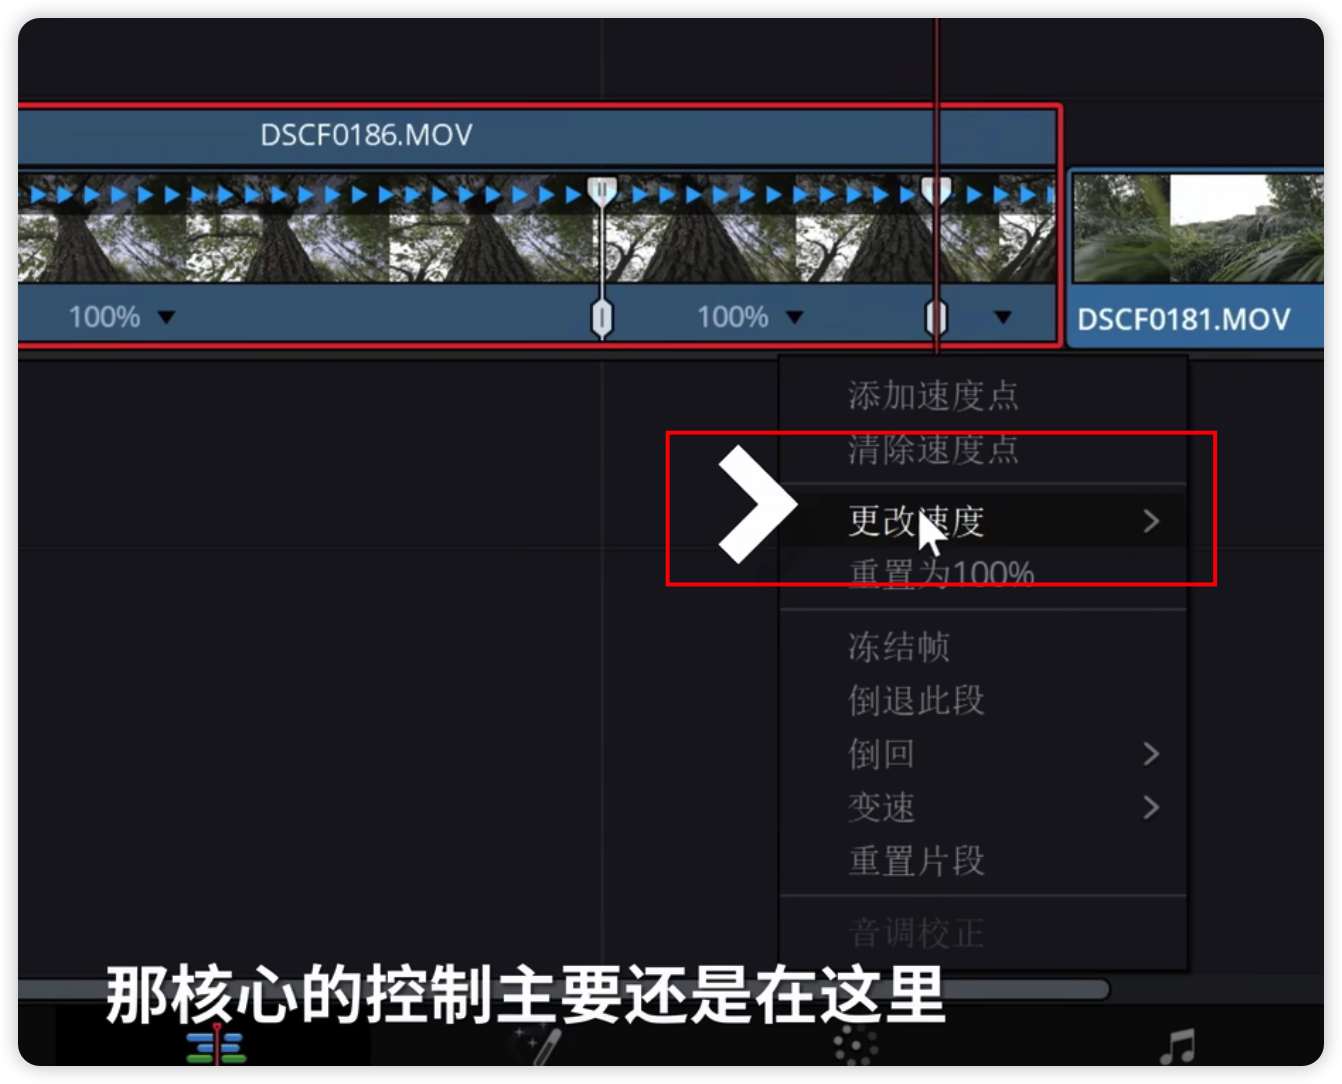 DSCF0186.MOV
100%
100%
DSCF0181.MOV
添加速度点
清除速度点
更改速度
重置为100%
冻结帧
倒退此段
倒回
变速
重置片段
音调校正
那核心的控制主要还是在这里